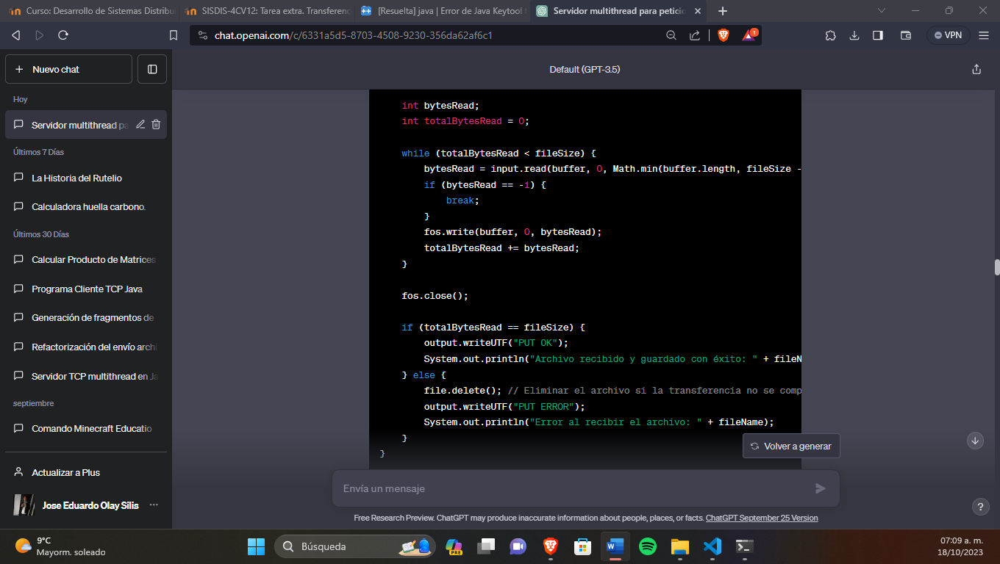 Curso: Desarrollo de Sistemas Distribu
SISDIS-4CV12: Tarea extra. Transferenc
[Resuelta] java | Error de Java Keytool
Servidor multithread para peticio
chat.openai.com/c/6331a5d5-8703-4508-9230-356da62af6c1
1
VPN
Nuevo chat
Default (GPT-3.5)
Hoy
Servidor multithread pa
Últimos 7 Días
La Historia del Rutelio
Calculadora huella carbono.
Últimos 30 Días
Calcular Producto de Matrices
Programa Cliente TCP Java
Generación de fragmentos de
Refactorización del envío archi
Servidor TCP multithread en Ja
septiembre
Comando Minecraft Educatio
Actualizar a Plus
Jose Eduardo Olay Silis
int bytesRead;
int totalBytesRead = 0;
while (totalBytesRead < fileSize) {
bytesRead = input.read(buffer, 0, Math.min(buffer.length, fileSize -
if (bytesRead == -1) {
break;
}
fos.write(buffer, 0, bytesRead);
totalBytesRead += bytesRead;
}
fos.close();
if (totalBytesRead == fileSize) {
output.writeUTF("PUT OK");
System.out.println("Archivo recibido y guardado con éxito: " + fileN
} else {
file.delete(); // Eliminar el archivo si la transferencia no se comp
output.writeUTF("PUT ERROR");
System.out.println("Error al recibir el archivo: " + fileName);
}
}
Volver a generar
Envía un mensaje
Free Research Preview. ChatGPT may produce inaccurate information about people, places, or facts. ChatGPT September 25 Version
?
9°C
Mayorm. soleado
Búsqueda
PRE
07:09 a. m.
18/10/2023